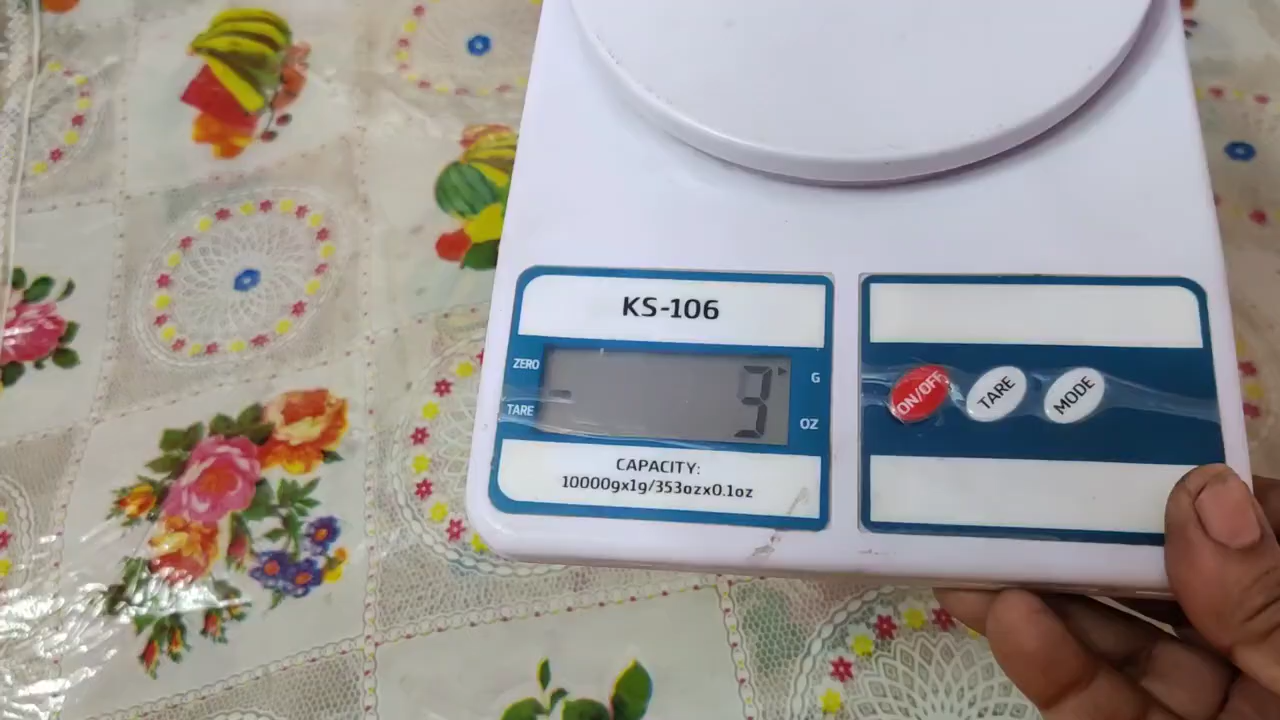 KS-106
ZERO
TARE
- 9
G
OZ
CAPACITY:
10000gx1g/353ozx0.1oz
ON/OFF
TARE
MODE